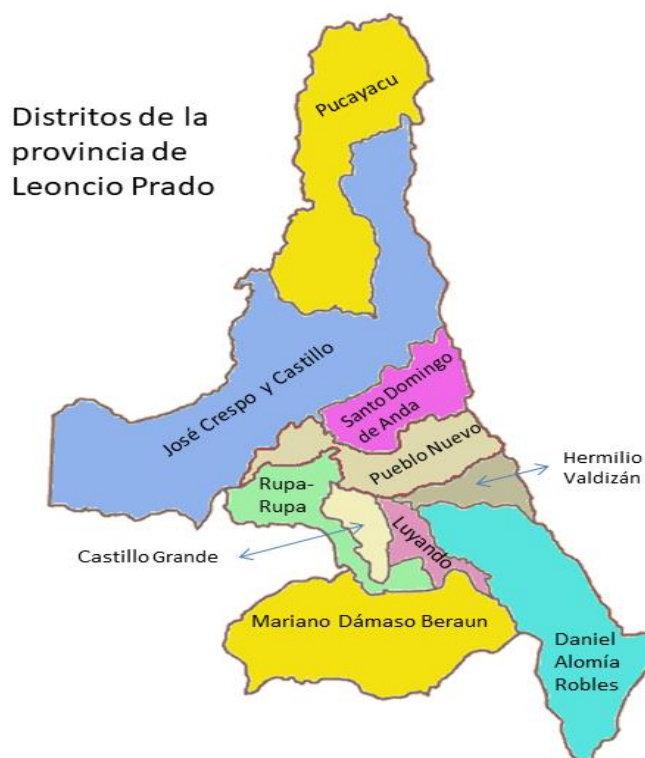 Distritos de la
provincia de
Leoncio Prado
Pucayacu
José Crespo y Castillo
Santo Domingo
de Anda
Pueblo Nuevo
Hermilio
Valdizán
Rupa-
Rupa
Castillo Grande
Luyando
Mariano Dámaso Beraun
Daniel
Alomía
Robles